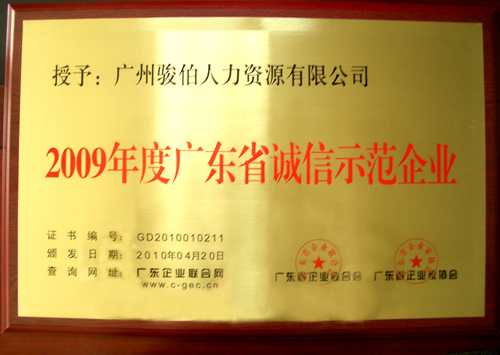 授予：广州骏伯人力资源有限公司
2009年度广东省诚信示范企业
证书编号：GD2010010211
颁发日期：2010年04月20日
查询网址：广东企业联合网
www.c-gec.cn
广东省企业联合会 广东省企业家协会